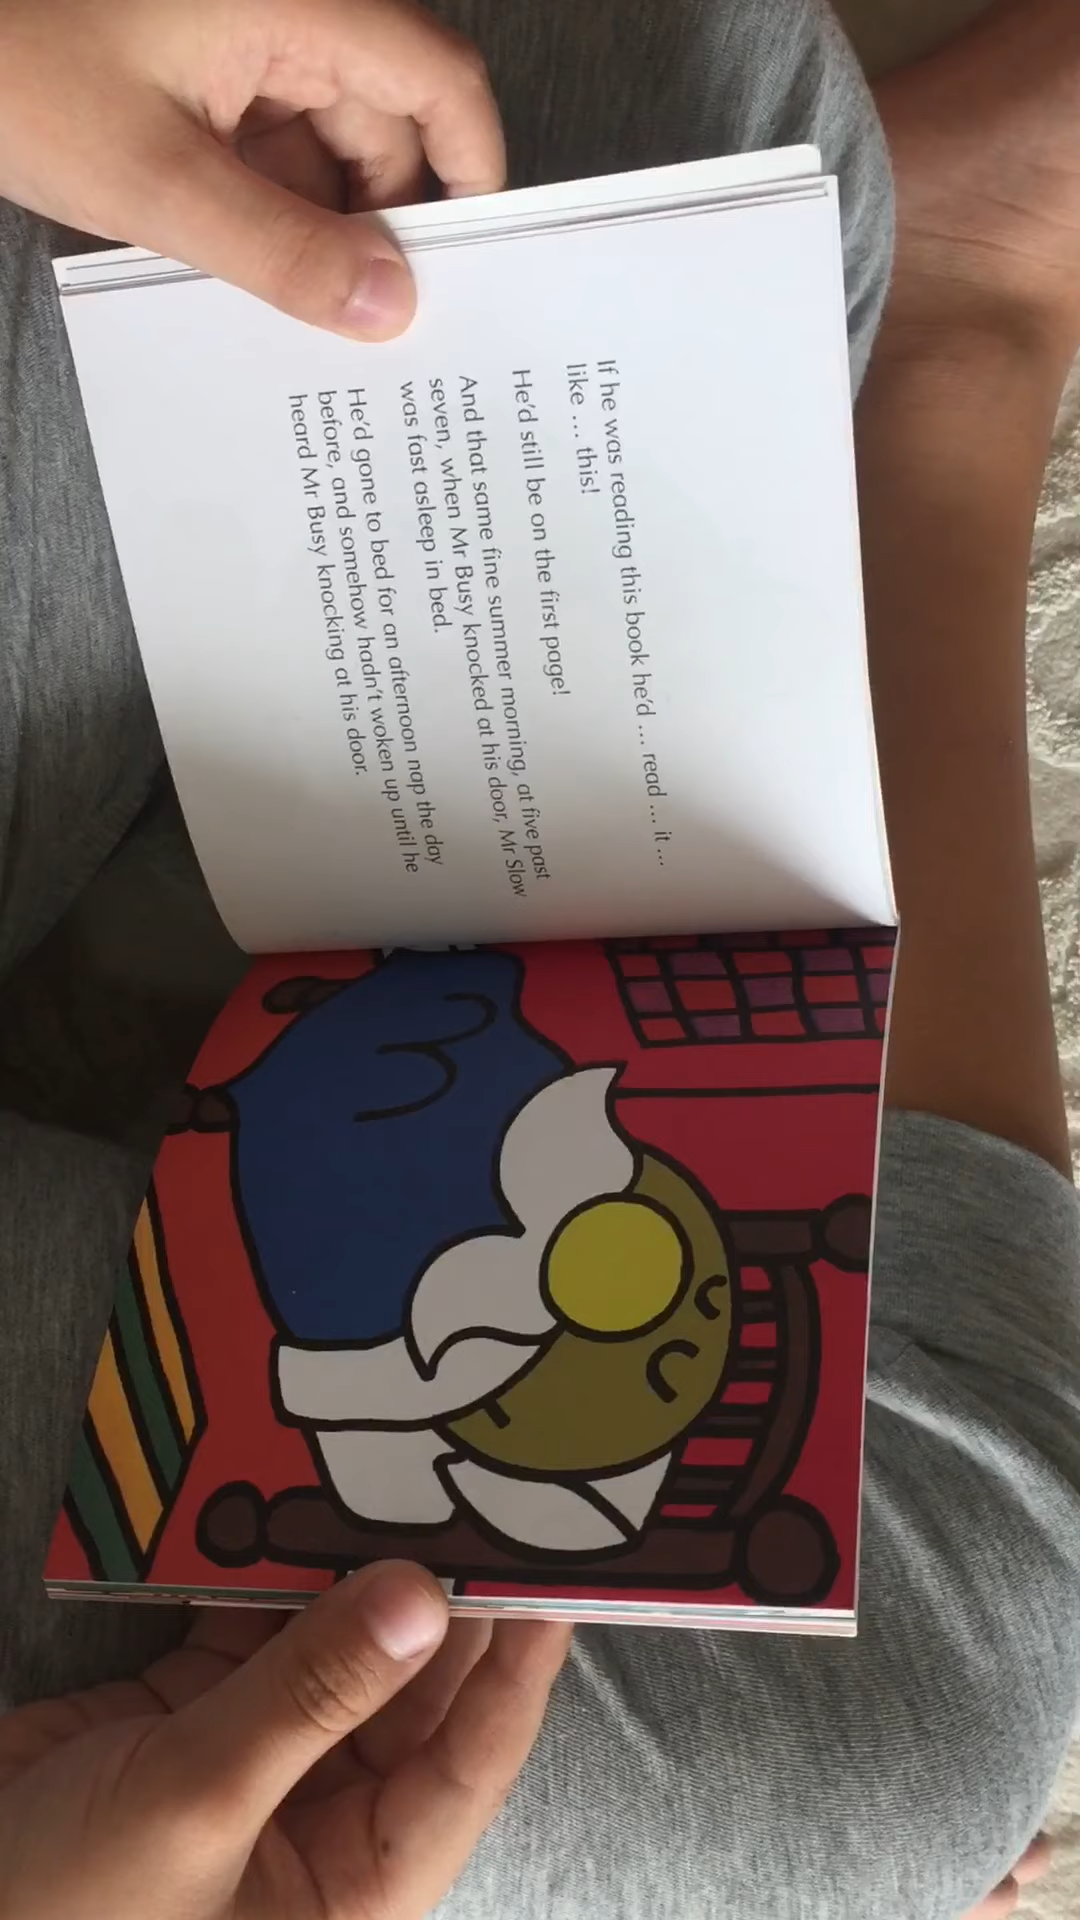 If he was reading this book he'd ... read ... it ...
like ... this!
He'd still be on the first page!
And that same fine summer morning, at five past
seven, when Mr Busy knocked at his door, Mr Slow
was fast asleep in bed.
He'd gone to bed for an afternoon nap the day
before, and somehow hadn't woken up until he
heard Mr Busy knocking at his door.